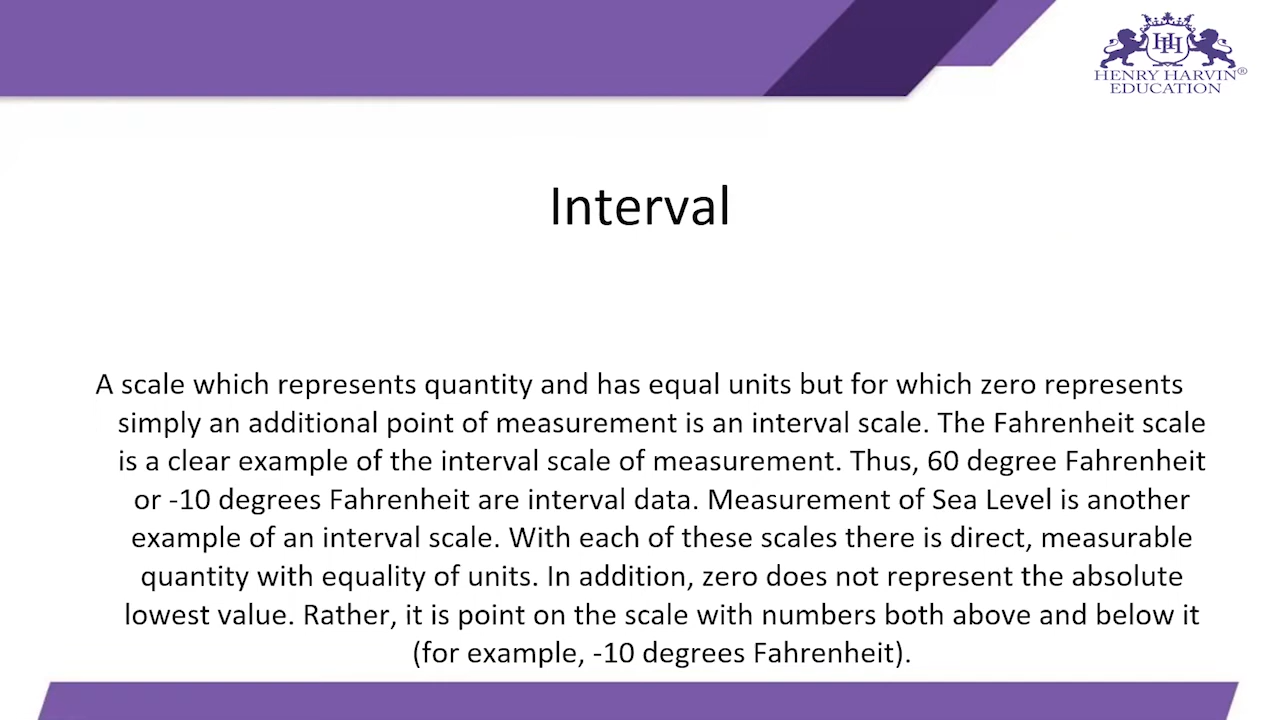 HENRY HARVIN®
EDUCATION
Interval
A scale which represents quantity and has equal units but for which zero represents
simply an additional point of measurement is an interval scale. The Fahrenheit scale
is a clear example of the interval scale of measurement. Thus, 60 degree Fahrenheit
or -10 degrees Fahrenheit are interval data. Measurement of Sea Level is another
example of an interval scale. With each of these scales there is direct, measurable
quantity with equality of units. In addition, zero does not represent the absolute
lowest value. Rather, it is point on the scale with numbers both above and below it
(for example, -10 degrees Fahrenheit).